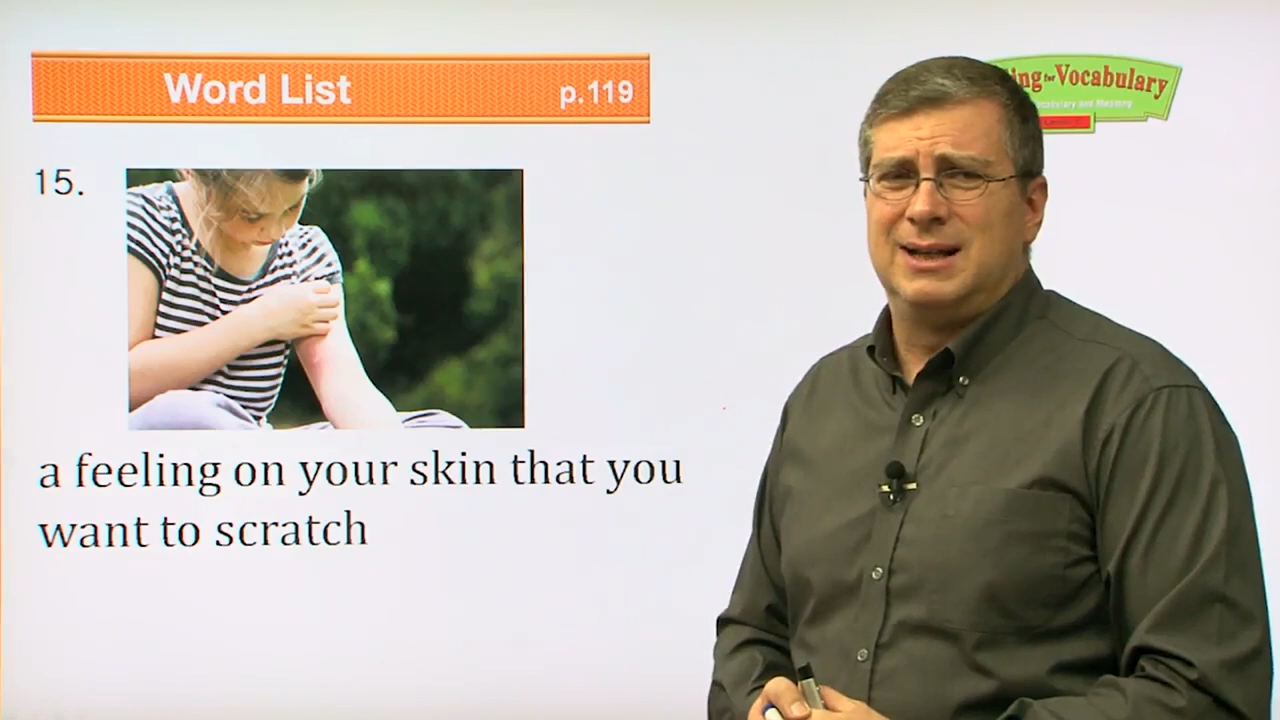 Word List
p.119
Vocabulary
15.
a feeling on your skin that you
want to scratch